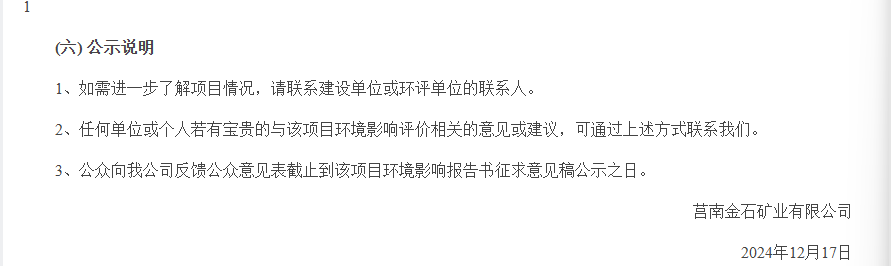 1
(六) 公示说明
1、如需进一步了解项目情况，请联系建设单位或环评单位的联系人。
2、任何单位或个人若有宝贵的与该项目环境影响评价相关的意见或建议，可通过上述方式联系我们。
3、公众向我公司反馈公众意见表截止到该项目环境影响报告书征求意见稿公示之日。
莒南金石矿业有限公司
2024年12月17日